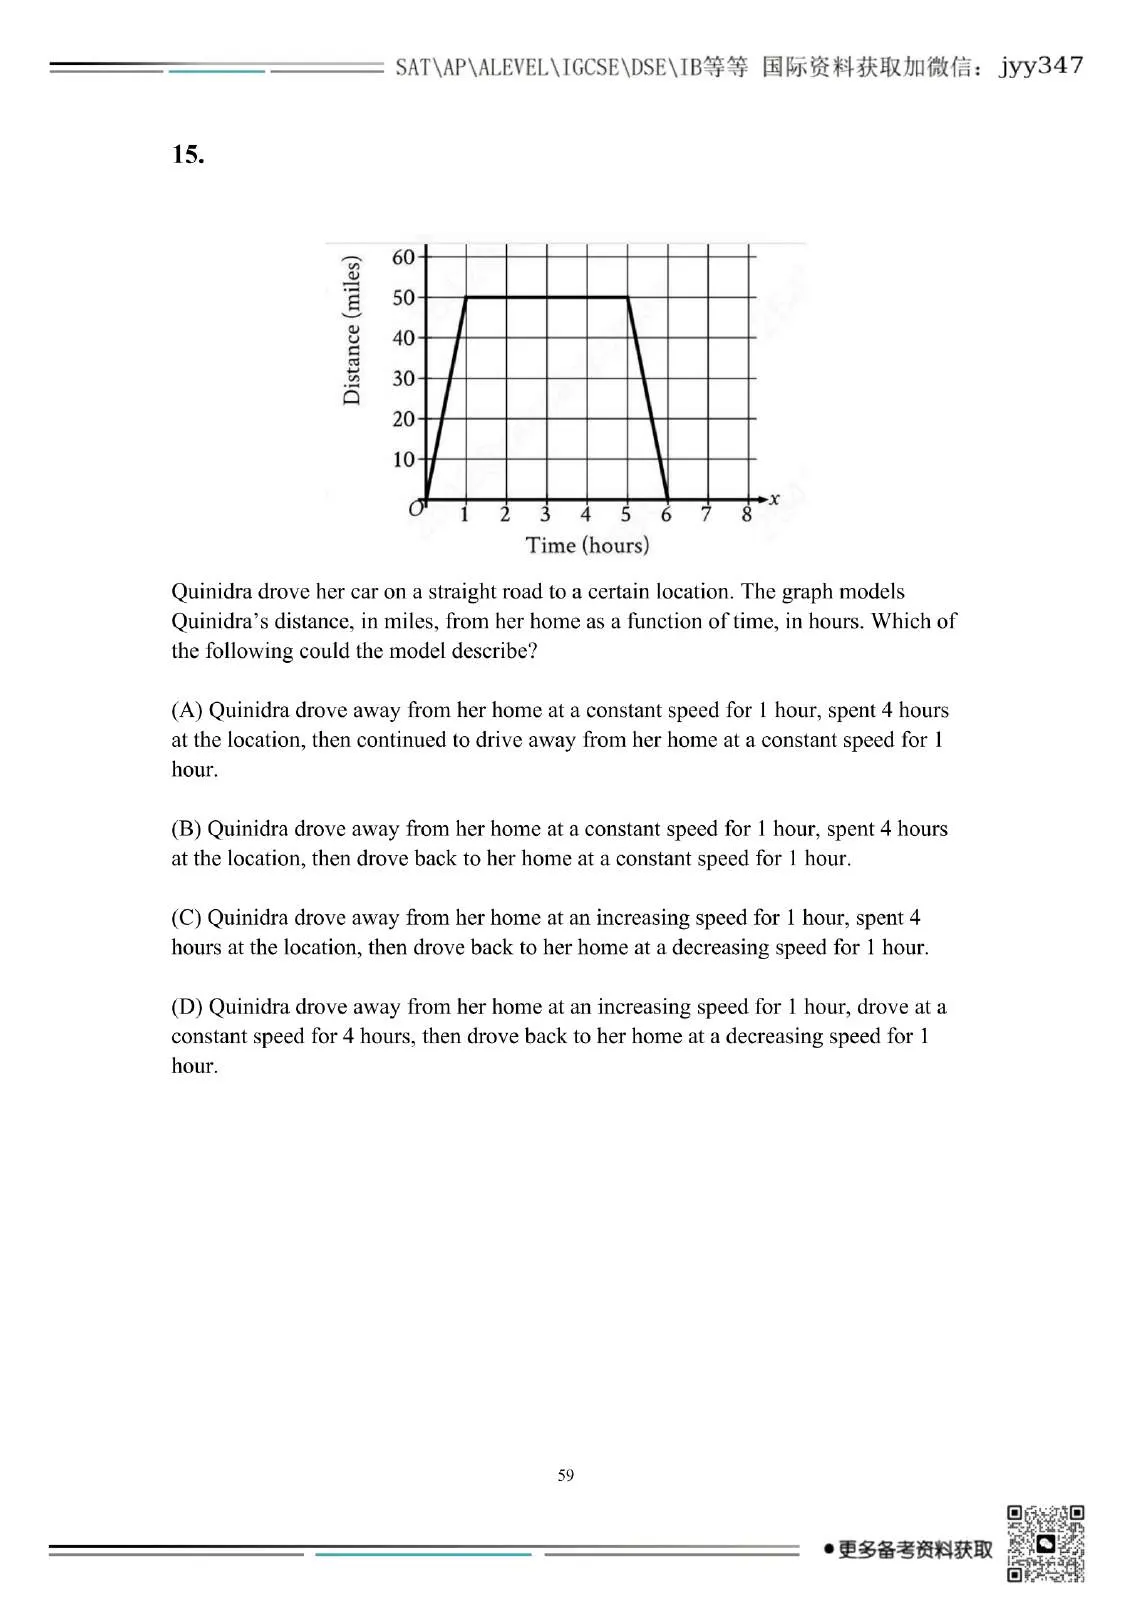 SAT\AP\ALEVEL\IGCSE\DSE\IB等等 国际资料获取加微信：jyy347
15.
Distance (miles)
60
50
40
30
20
10
O
1 2 3 4 5 6 7 8
x
Time (hours)
Quinidra drove her car on a straight road to a certain location. The graph models
Quinidra’s distance, in miles, from her home as a function of time, in hours. Which of
the following could the model describe?
(A) Quinidra drove away from her home at a constant speed for 1 hour, spent 4 hours
at the location, then continued to drive away from her home at a constant speed for 1
hour.
(B) Quinidra drove away from her home at a constant speed for 1 hour, spent 4 hours
at the location, then drove back to her home at a constant speed for 1 hour.
(C) Quinidra drove away from her home at an increasing speed for 1 hour, spent 4
hours at the location, then drove back to her home at a decreasing speed for 1 hour.
(D) Quinidra drove away from her home at an increasing speed for 1 hour, drove at a
constant speed for 4 hours, then drove back to her home at a decreasing speed for 1
hour.
59
●更多备考资料获取